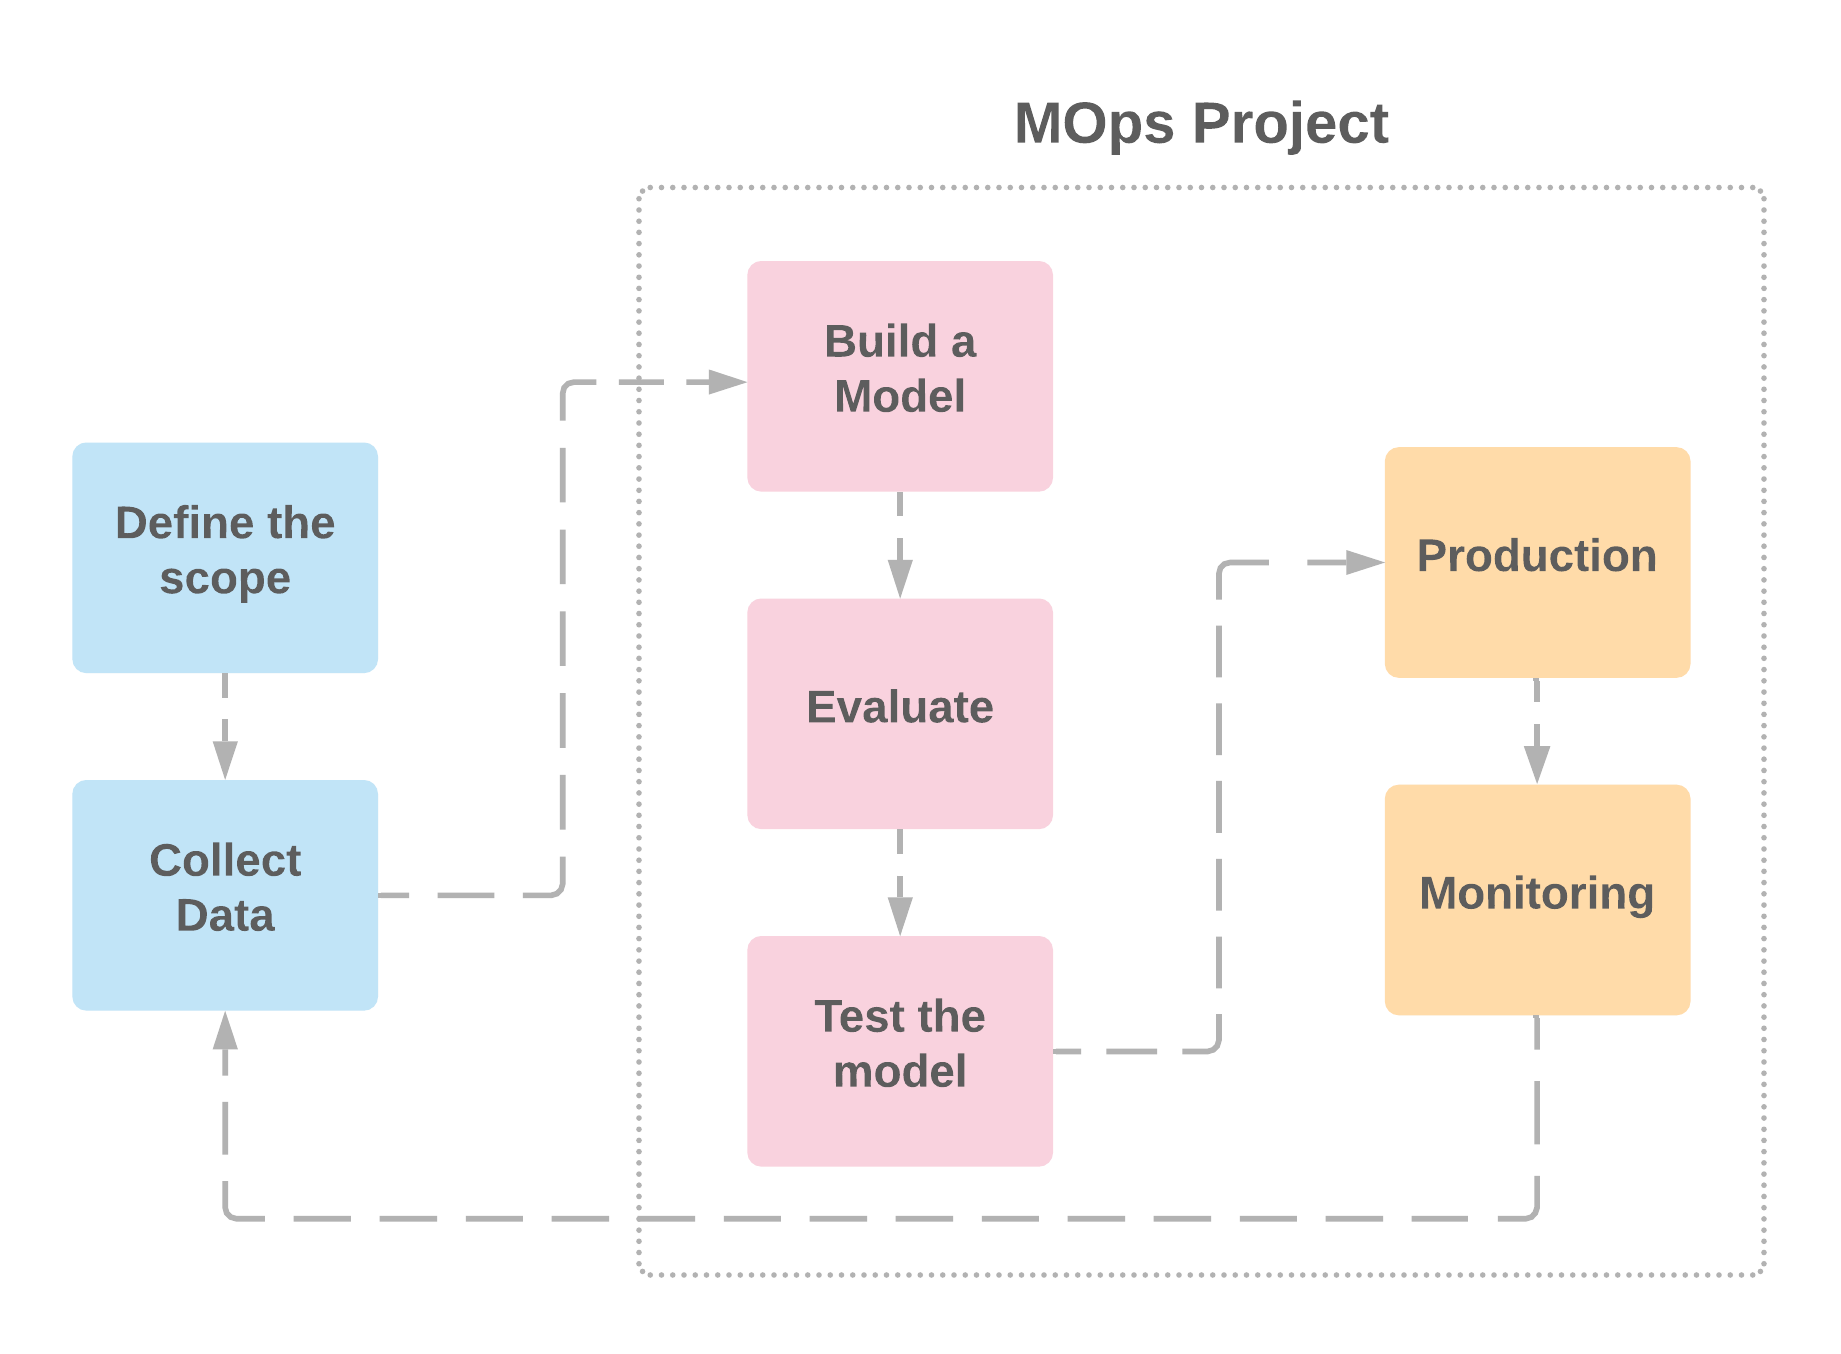 MOps Project
Define the
scope
Collect
Data
Build a
Model
Evaluate
Test the
model
Production
Monitoring